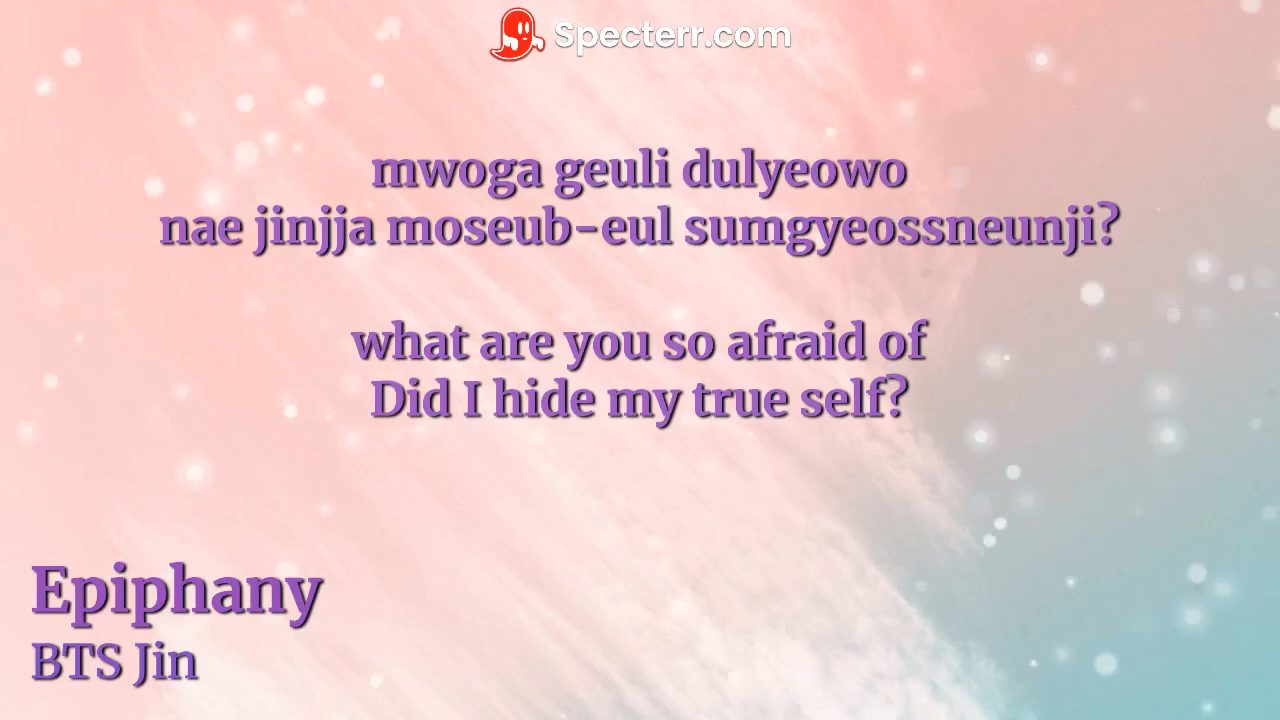 Specterr.com
mwoga geuli dulyeowo
nae jinjja moseub-eul sumgyeossneunji?
what are you so afraid of
Did I hide my true self?
Epiphany
BTS Jin